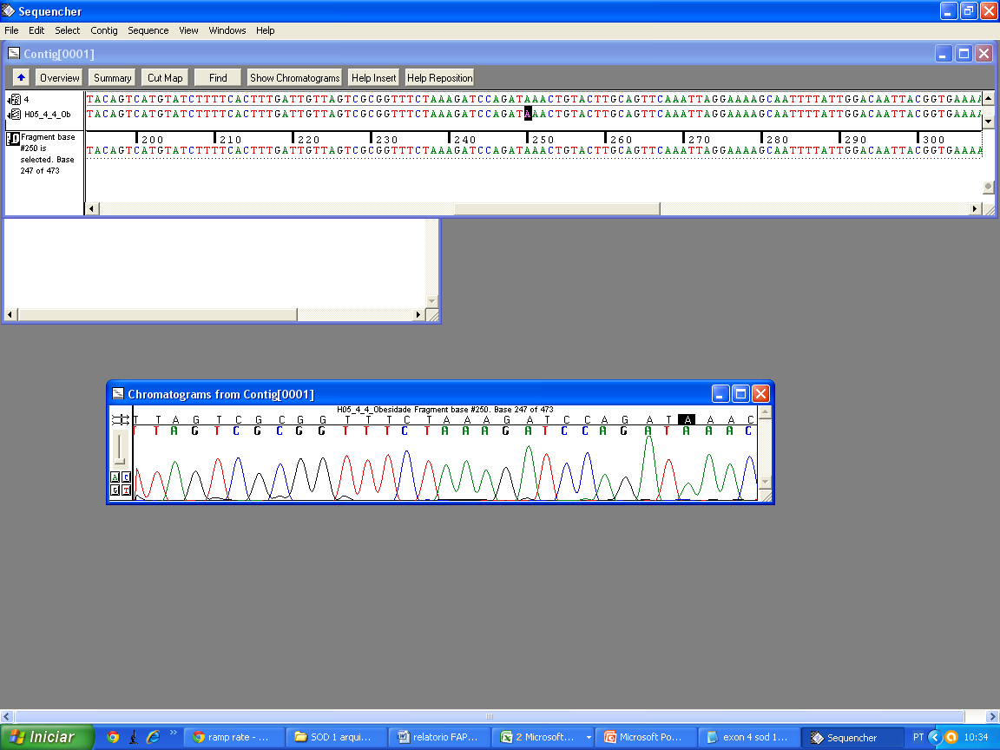 Sequencher
File Edit Select Contig Sequence View Windows Help
Contig[0001]
Overview Summary Cut Map Find Show Chromatograms Help Insert Help Reposition
4 TACAGTCATGTATCTTTTCACTTTGATTGTTAGTCGCGGTTTCTAAAGATCCAGATAAACTGTACTTGCAGTTCAAATTAGGAAAAGCAATTTTATTGGACAATTACGGTGAAAA
H05_4_4_Ob TACAGTCATGTATCTTTTCACTTTGATTGTTAGTCGCGGTTTCTAAAGATCCAGATAAACTGTACTTGCAGTTCAAATTAGGAAAAGCAATTTTATTGGACAATTACGGTGAAAA
Fragment base
#250 is
selected. Base
247 of 473
200 210 220 230 240 250 260 270 280 290 300
TACAGTCATGTATCTTTTCACTTTGATTGTTAGTCGCGGTTTCTAAAGATCCAGATAAACTGTACTTGCAGTTCAAATTAGGAAAAGCAATTTTATTGGACAATTACGGTGAAAA
Chromatograms from Contig[0001]
H05_4_4_Obesidade Fragment base #250. Base 247 of 473
T T A G T C G C G G T T T C T A A A G A T C C A G A T A A A C
T T A G T C G C G G T T T C T A A A G A T C C A G A T A A A C
A C
G T
Iniciar ramp rate - ... SOD 1 arqui... relatorio FAP... 2 Microsoft... Microsoft Po... exon 4 sod 1... Sequencher PT 10:34